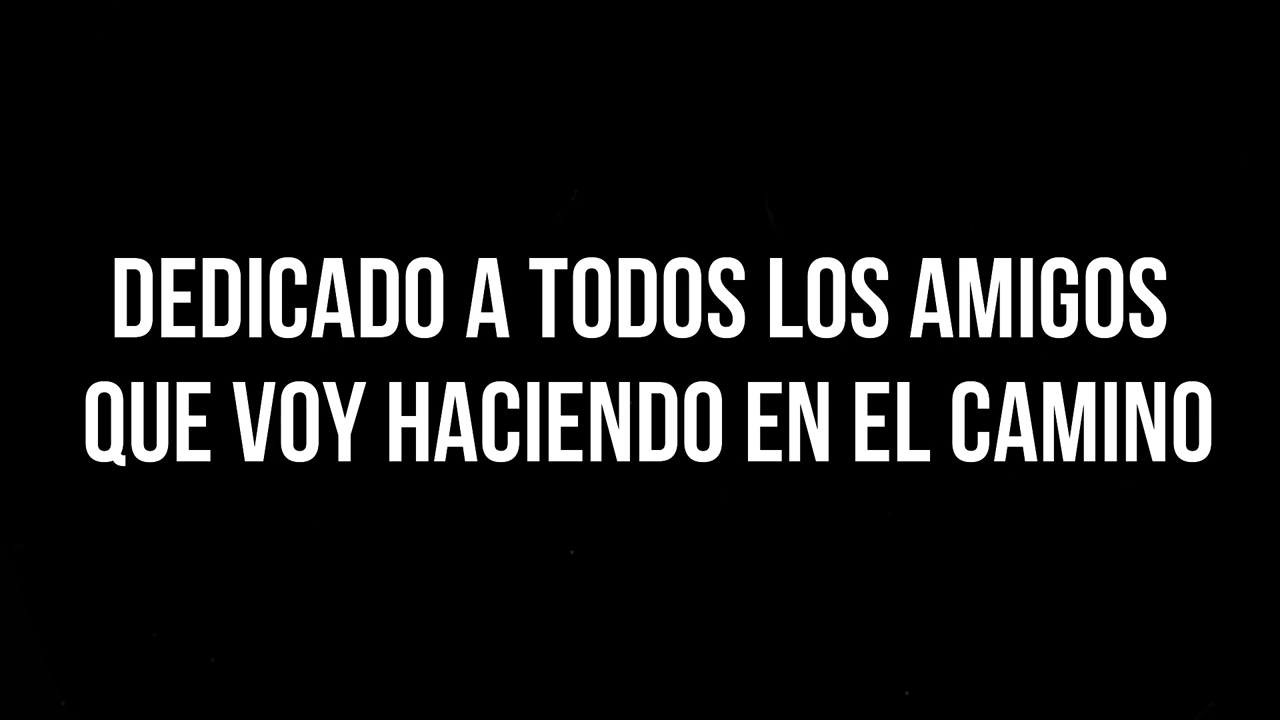 DEDICADO A TODOS LOS AMIGOS
QUE VOY HACIENDO EN EL CAMINO